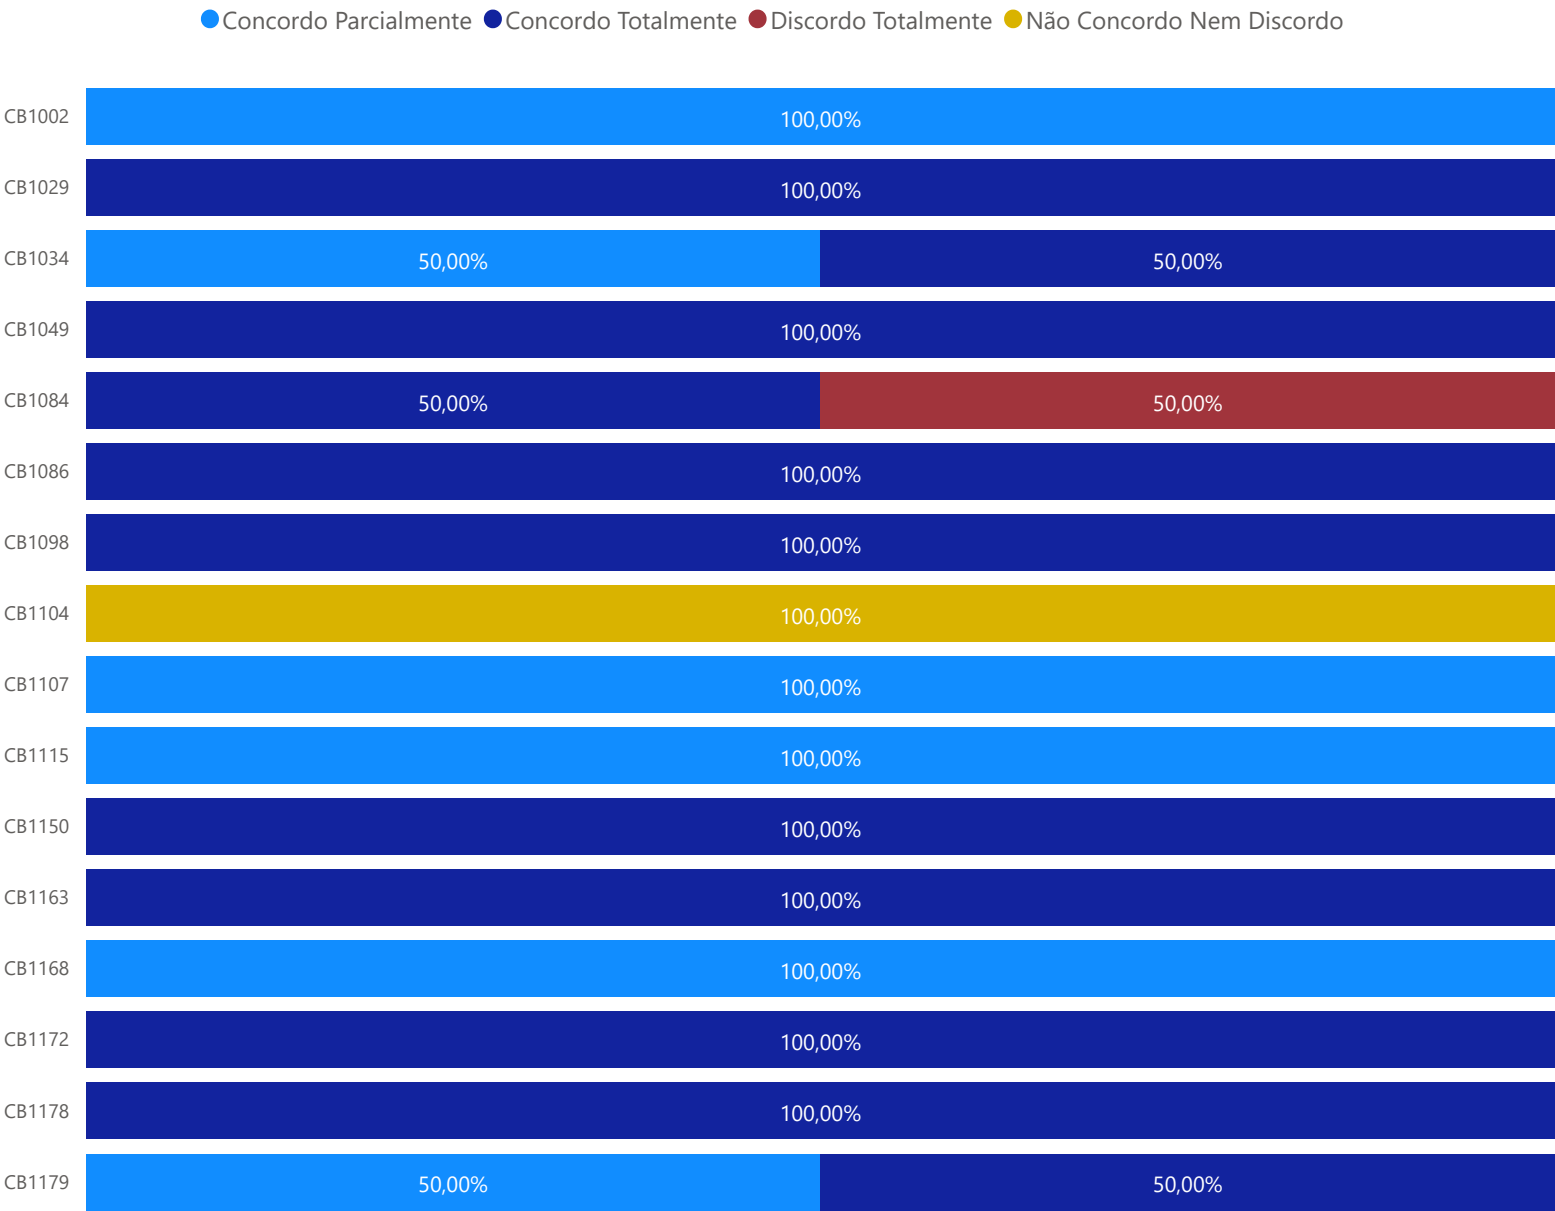 Concordo Parcialmente Concordo Totalmente Discordo Totalmente Não Concordo Nem Discordo
CB1002 100,00%
CB1029 100,00%
CB1034 50,00% 50,00%
CB1049 100,00%
CB1084 50,00% 50,00%
CB1086 100,00%
CB1098 100,00%
CB1104 100,00%
CB1107 100,00%
CB1115 100,00%
CB1150 100,00%
CB1163 100,00%
CB1168 100,00%
CB1172 100,00%
CB1178 100,00%
CB1179 50,00% 50,00%